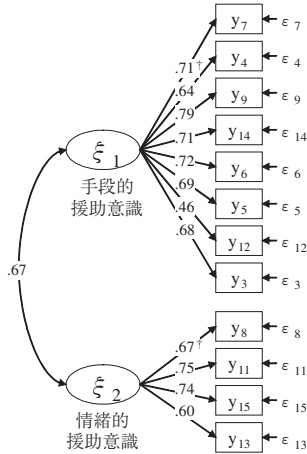 y7 ε7
.71†
y4 ε4
.64
y9 ε9
.79
y14 ε14
.71
y6 ε6
.72
y5 ε5
.69
y12 ε12
.46
y3 ε3
.68
ξ1
手段的
援助意識
.67
y8 ε8
.67†
y11 ε11
.75
y15 ε15
.74
y13 ε13
.60
ξ2
情緒的
援助意識